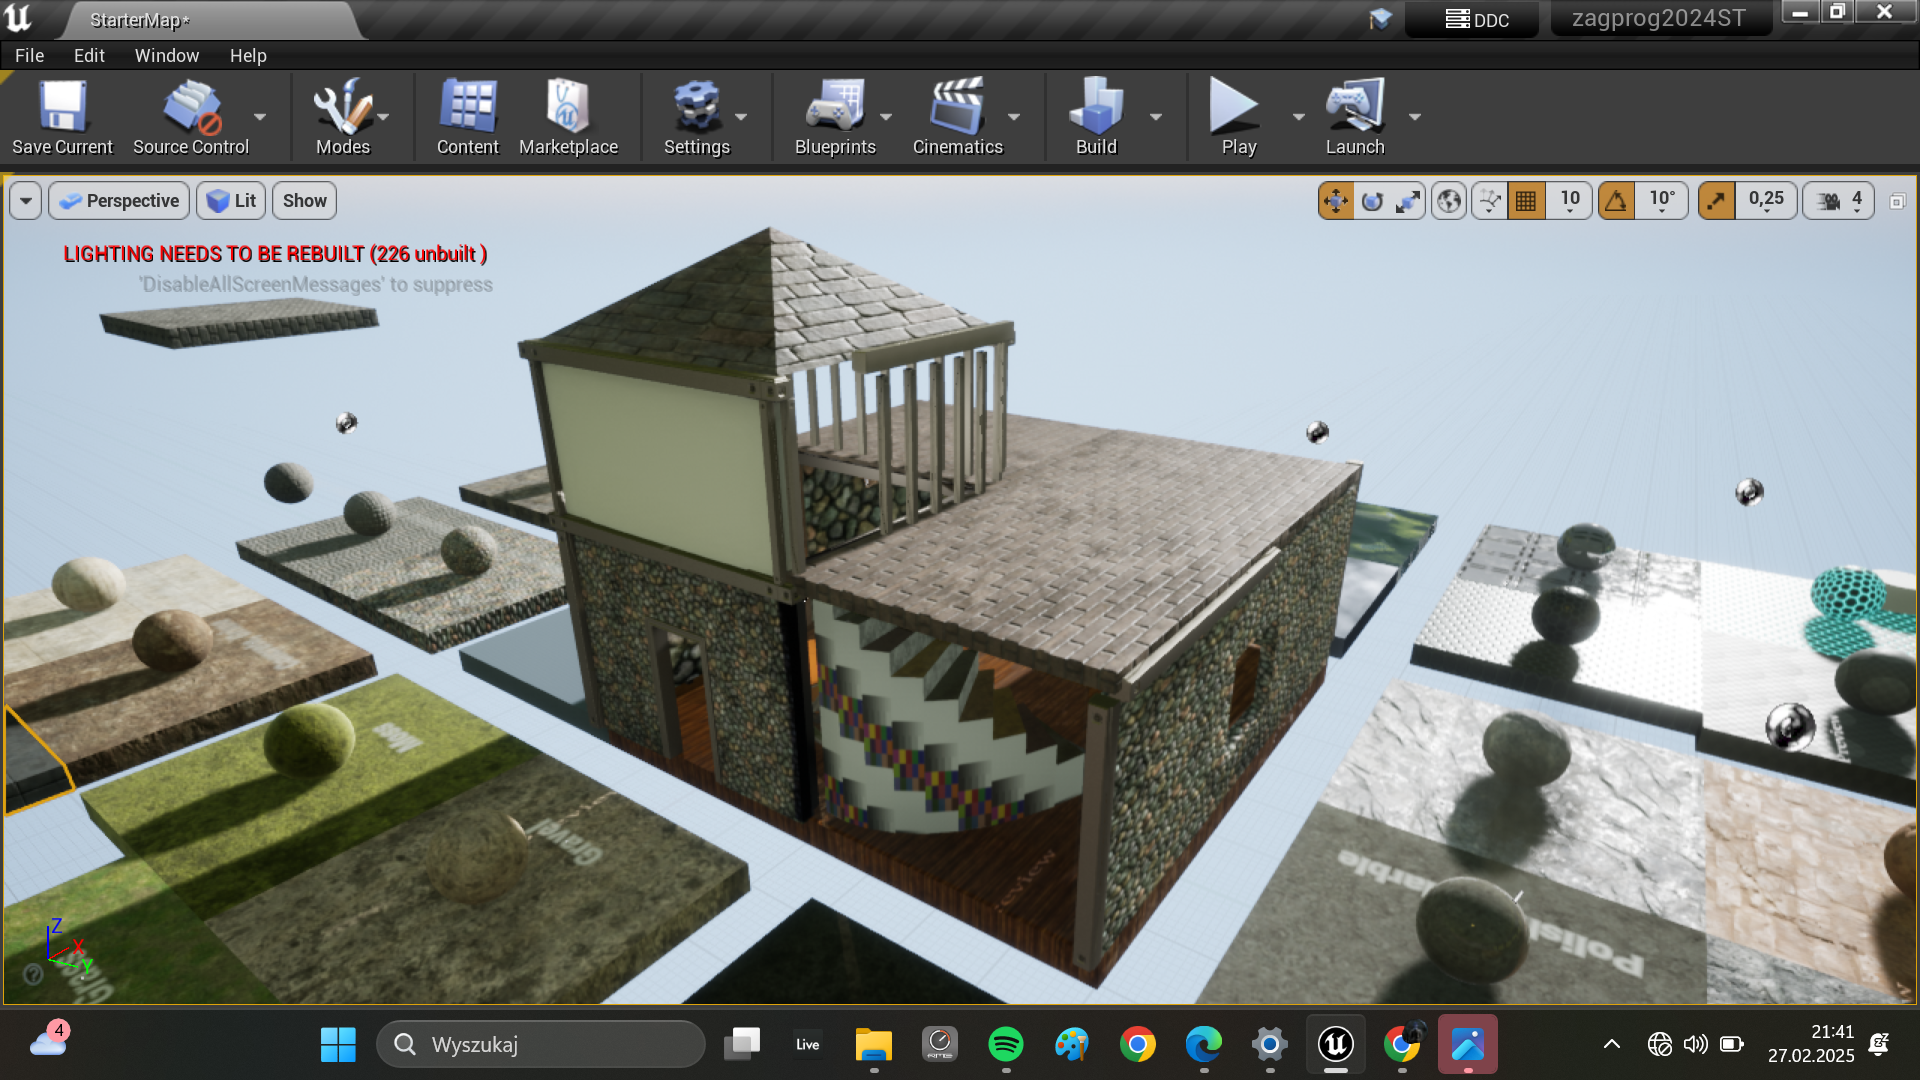 StarterMap*
DDC
zagprog2024ST
File Edit Window Help
Save Current Source Control Modes Content Marketplace Settings Blueprints Cinematics Build Play Launch
Perspective Lit Show 10 10° 0,25 4
LIGHTING NEEDS TO BE REBUILT (226 unbuilt )
'DisableAllScreenMessages' to suppress
Gravel
Polish
Preview
Z
X
Y
4
Wyszukaj
Live
21:41
27.02.2025